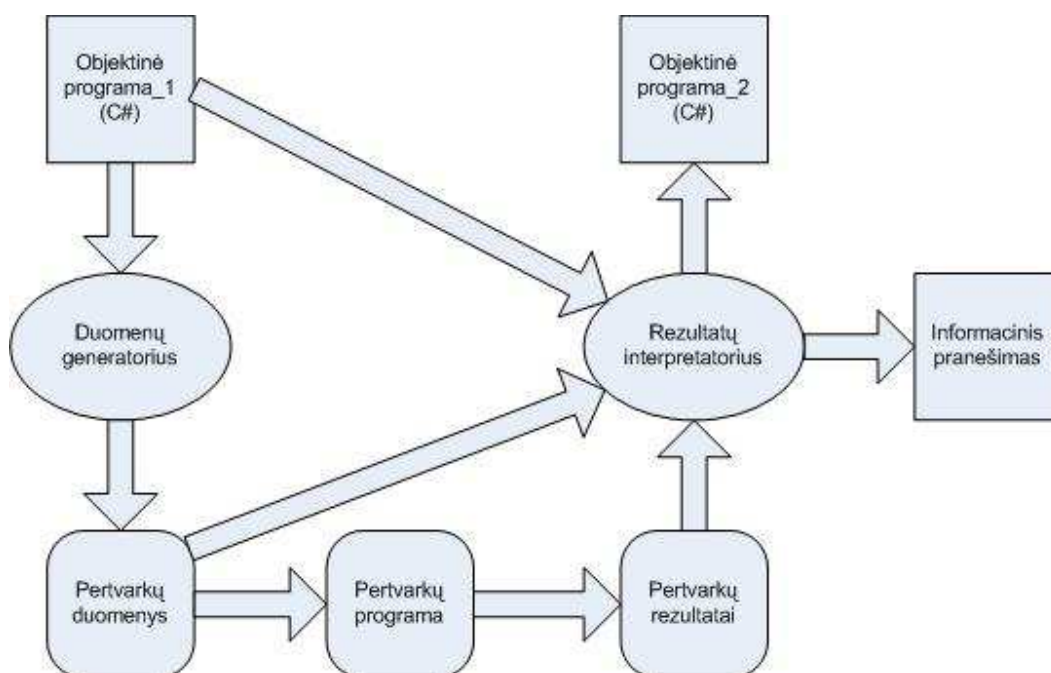 Objektinė
programa_1
(C#)
Objektinė
programa_2
(C#)
Duomenų
generatorius
Rezultatų
interpretatorius
Informacinis
pranešimas
Pertvarkų
duomenys
Pertvarkų
programa
Pertvarkų
rezultatai